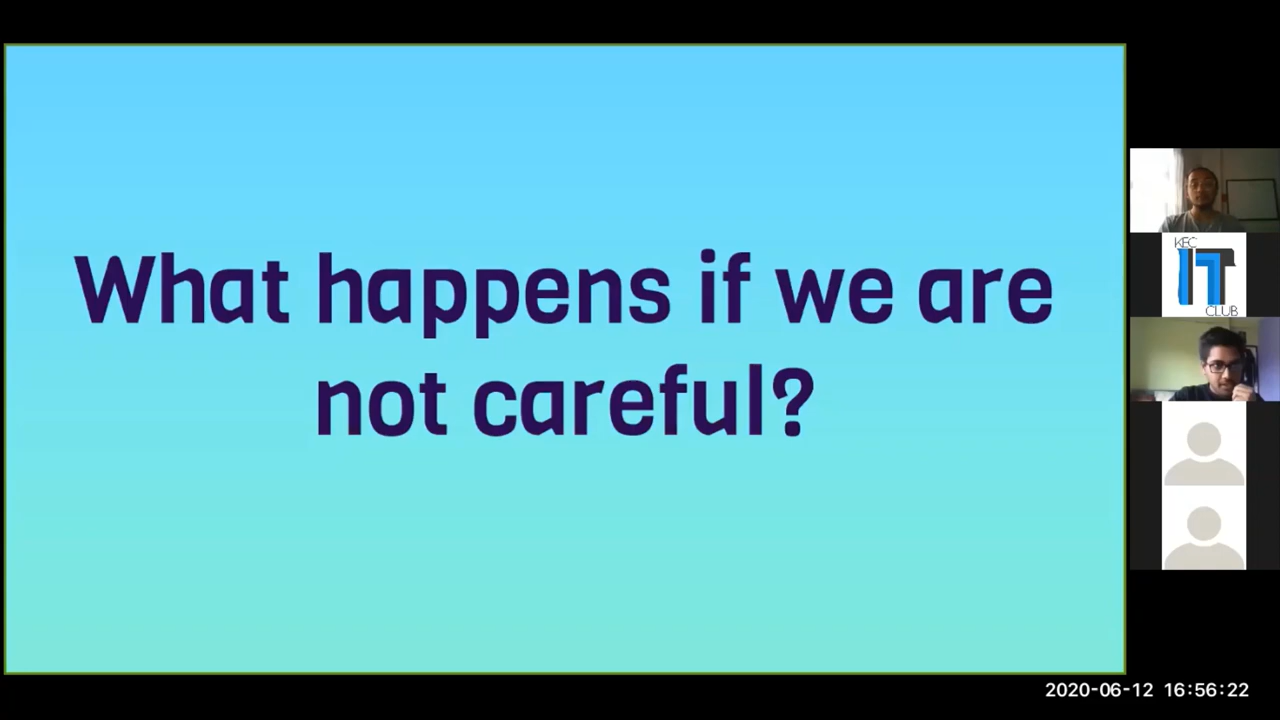 What happens if we are
not careful?
KEC
IT
CLUB
2020-06-12 16:56:22